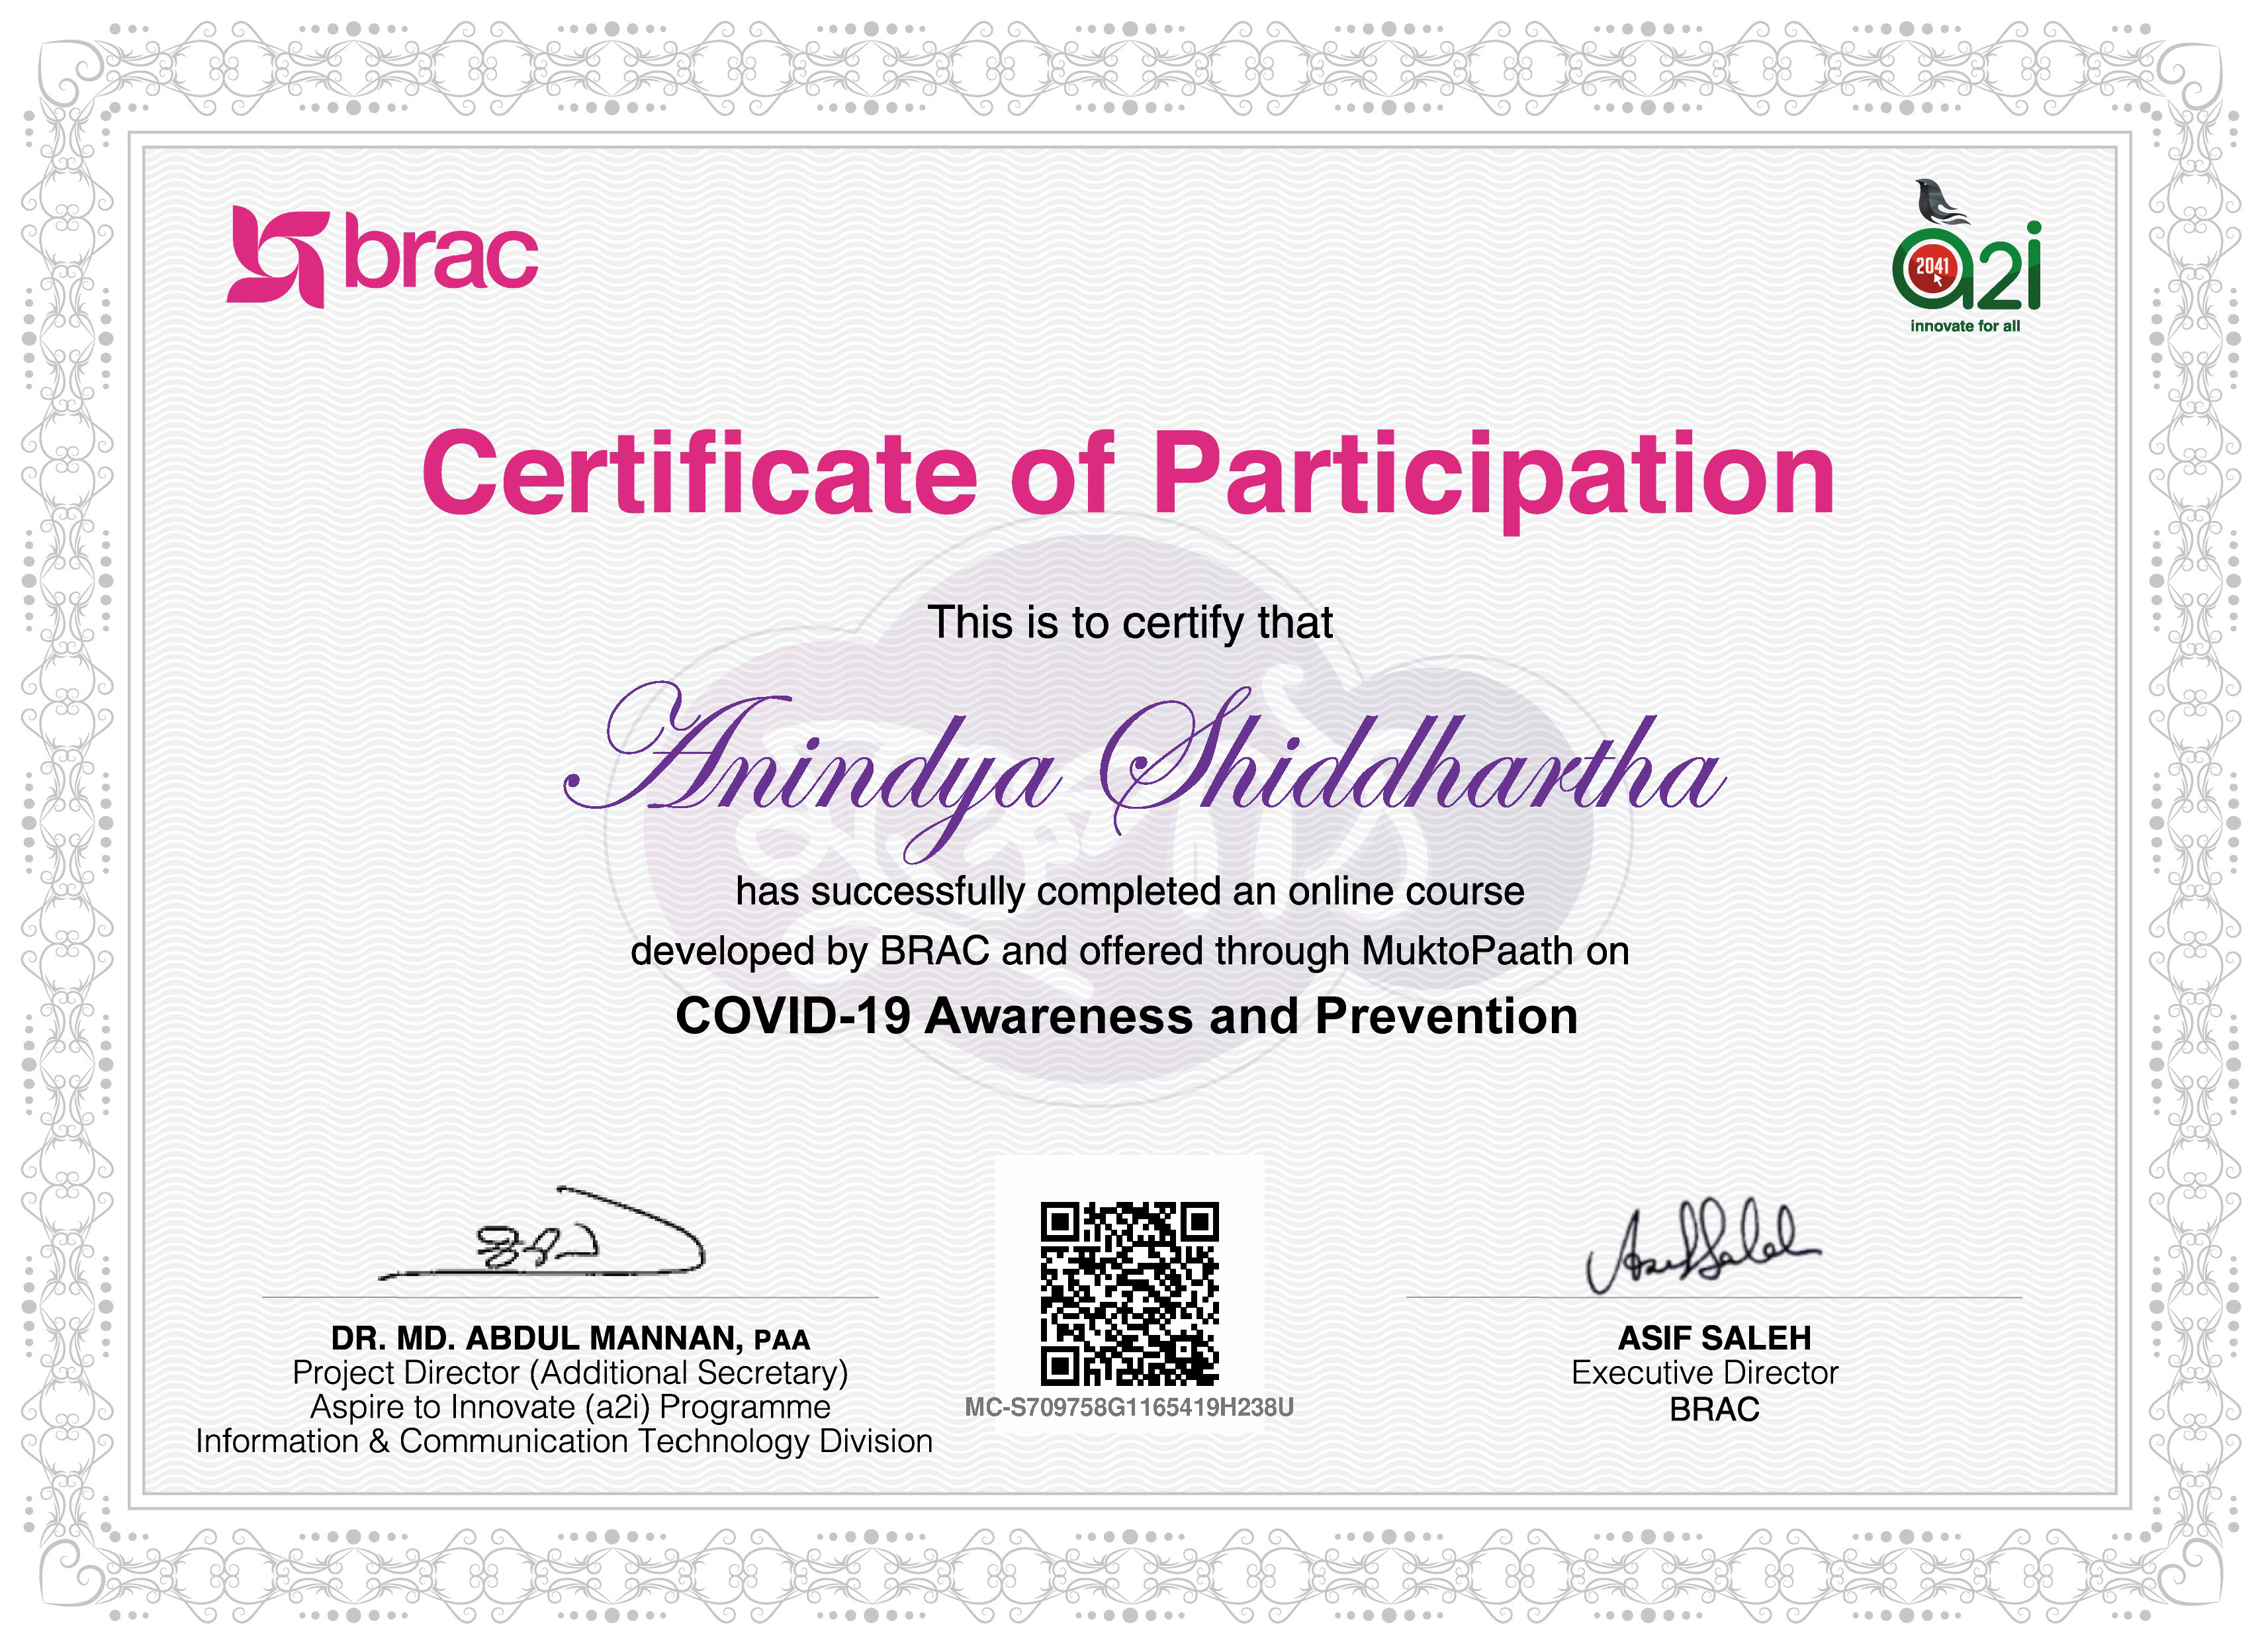 brac
2041
a2i
innovate for all
Certificate of Participation
This is to certify that
Anindya Shiddhartha
has successfully completed an online course
developed by BRAC and offered through MuktoPaath on
COVID-19 Awareness and Prevention
Asif Saleh
DR. MD. ABDUL MANNAN, PAA
Project Director (Additional Secretary)
Aspire to Innovate (a2i) Programme
Information & Communication Technology Division
MC-S709758G1165419H238U
ASIF SALEH
Executive Director
BRAC